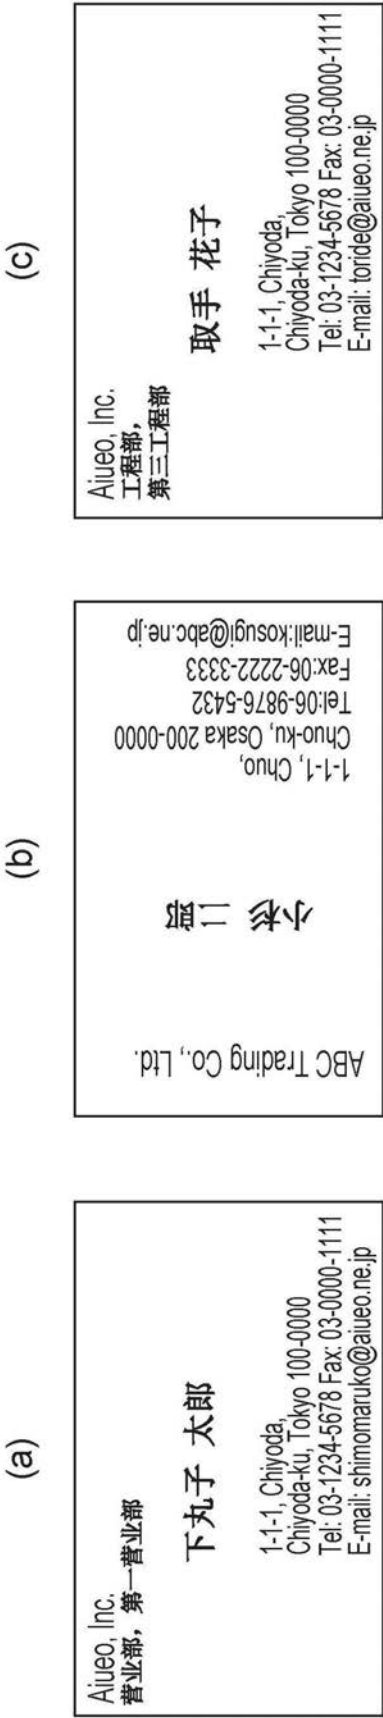 (a)
Aiueo, Inc.
营业部，第一营业部
下丸子 太郎
1-1-1, Chiyoda,
Chiyoda-ku, Tokyo 100-0000
Tel: 03-1234-5678 Fax: 03-0000-1111
E-mail: shimomaruko@aiueo.ne.jp
(b)
ABC Trading Co., Ltd.
小杉 二郎
1-1-1, Chuo,
Chuo-ku, Osaka 200-0000
Tel:06-9876-5432
Fax:06-2222-3333
E-mail:kosugi@abc.ne.jp
(c)
Aiueo, Inc.
工程部，
第三工程部
取手 花子
1-1-1, Chiyoda,
Chiyoda-ku, Tokyo 100-0000
Tel: 03-1234-5678 Fax: 03-0000-1111
E-mail: toride@aiueo.ne.jp